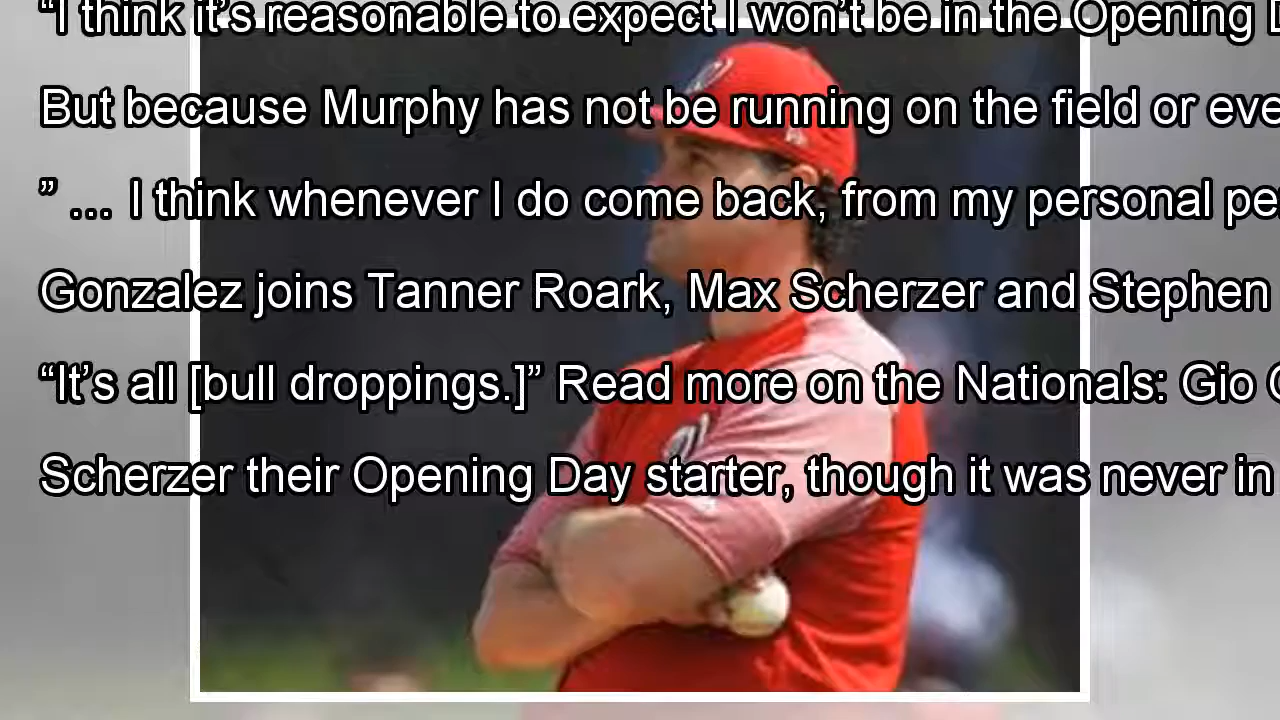 “I think it’s reasonable to expect I won’t be in the Opening
But because Murphy has not be running on the field or eve
” ... I think whenever I do come back, from my personal pe
Gonzalez joins Tanner Roark, Max Scherzer and Stephen
“It’s all [bull droppings.]” Read more on the Nationals: Gio
Scherzer their Opening Day starter, though it was never in